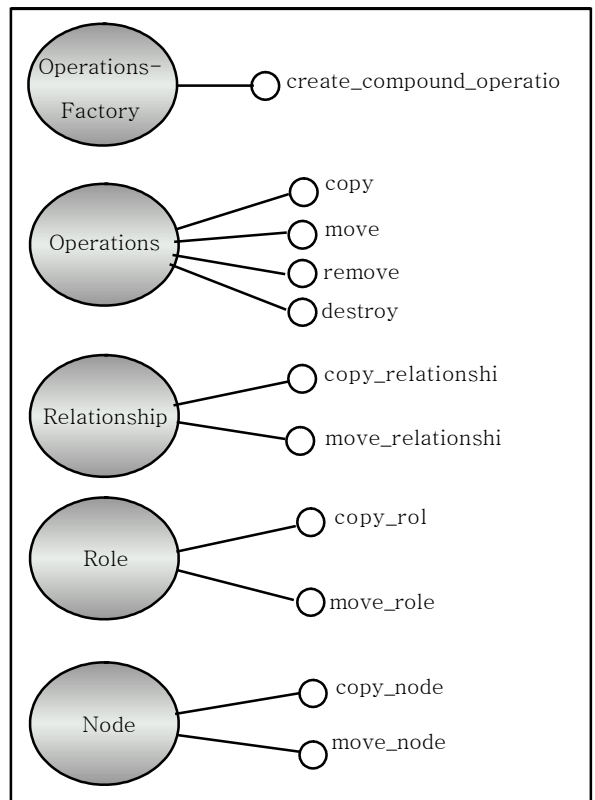 Operations-
Factory
create_compound_operatio
Operations
copy
move
remove
destroy
Relationship
copy_relationshi
move_relationshi
Role
copy_rol
move_role
Node
copy_node
move_node